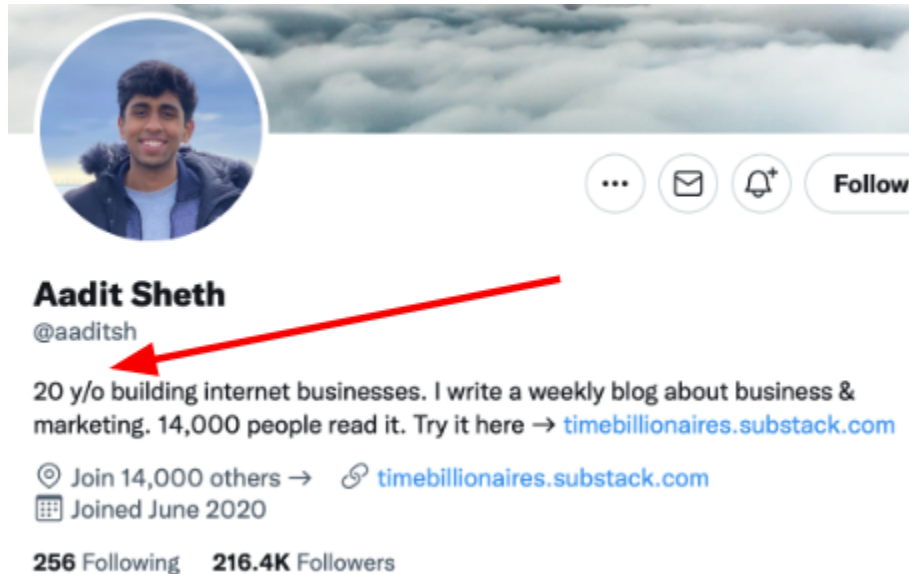 Follow
Aadit Sheth
@aaditsh
20 y/o building internet businesses. I write a weekly blog about business &
marketing. 14,000 people read it. Try it here → timebillionaires.substack.com
Join 14,000 others → timebillionaires.substack.com
Joined June 2020
256 Following 216.4K Followers